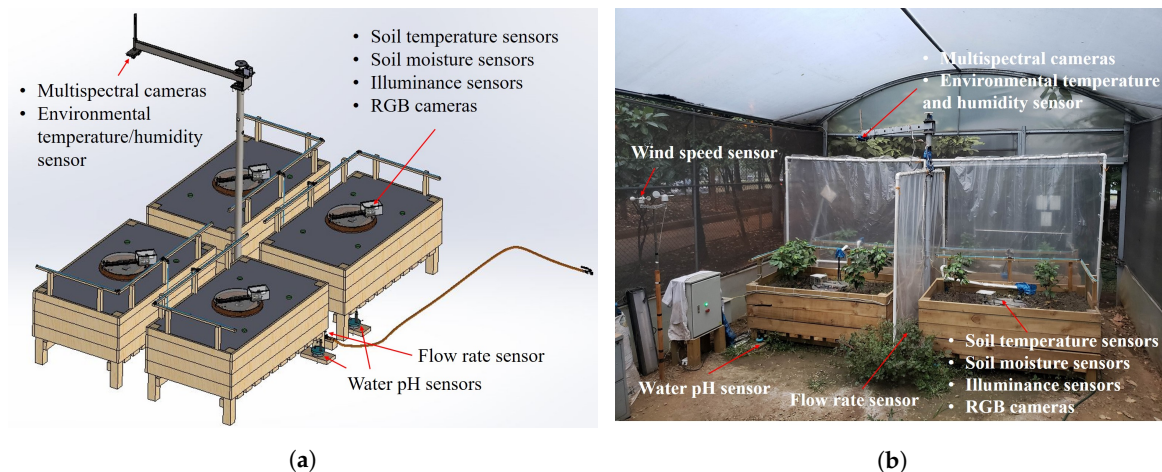 • Soil temperature sensors
• Soil moisture sensors
• Illuminance sensors
• RGB cameras
• Multispectral cameras
• Environmental
temperature/humidity
sensor
Flow rate sensor
Water pH sensors
(a)
• Multispectral cameras
• Environmental temperature
and humidity sensor
Wind speed sensor
Water pH sensor
Flow rate sensor
• Soil temperature sensors
• Soil moisture sensors
• Illuminance sensors
• RGB cameras
(b)